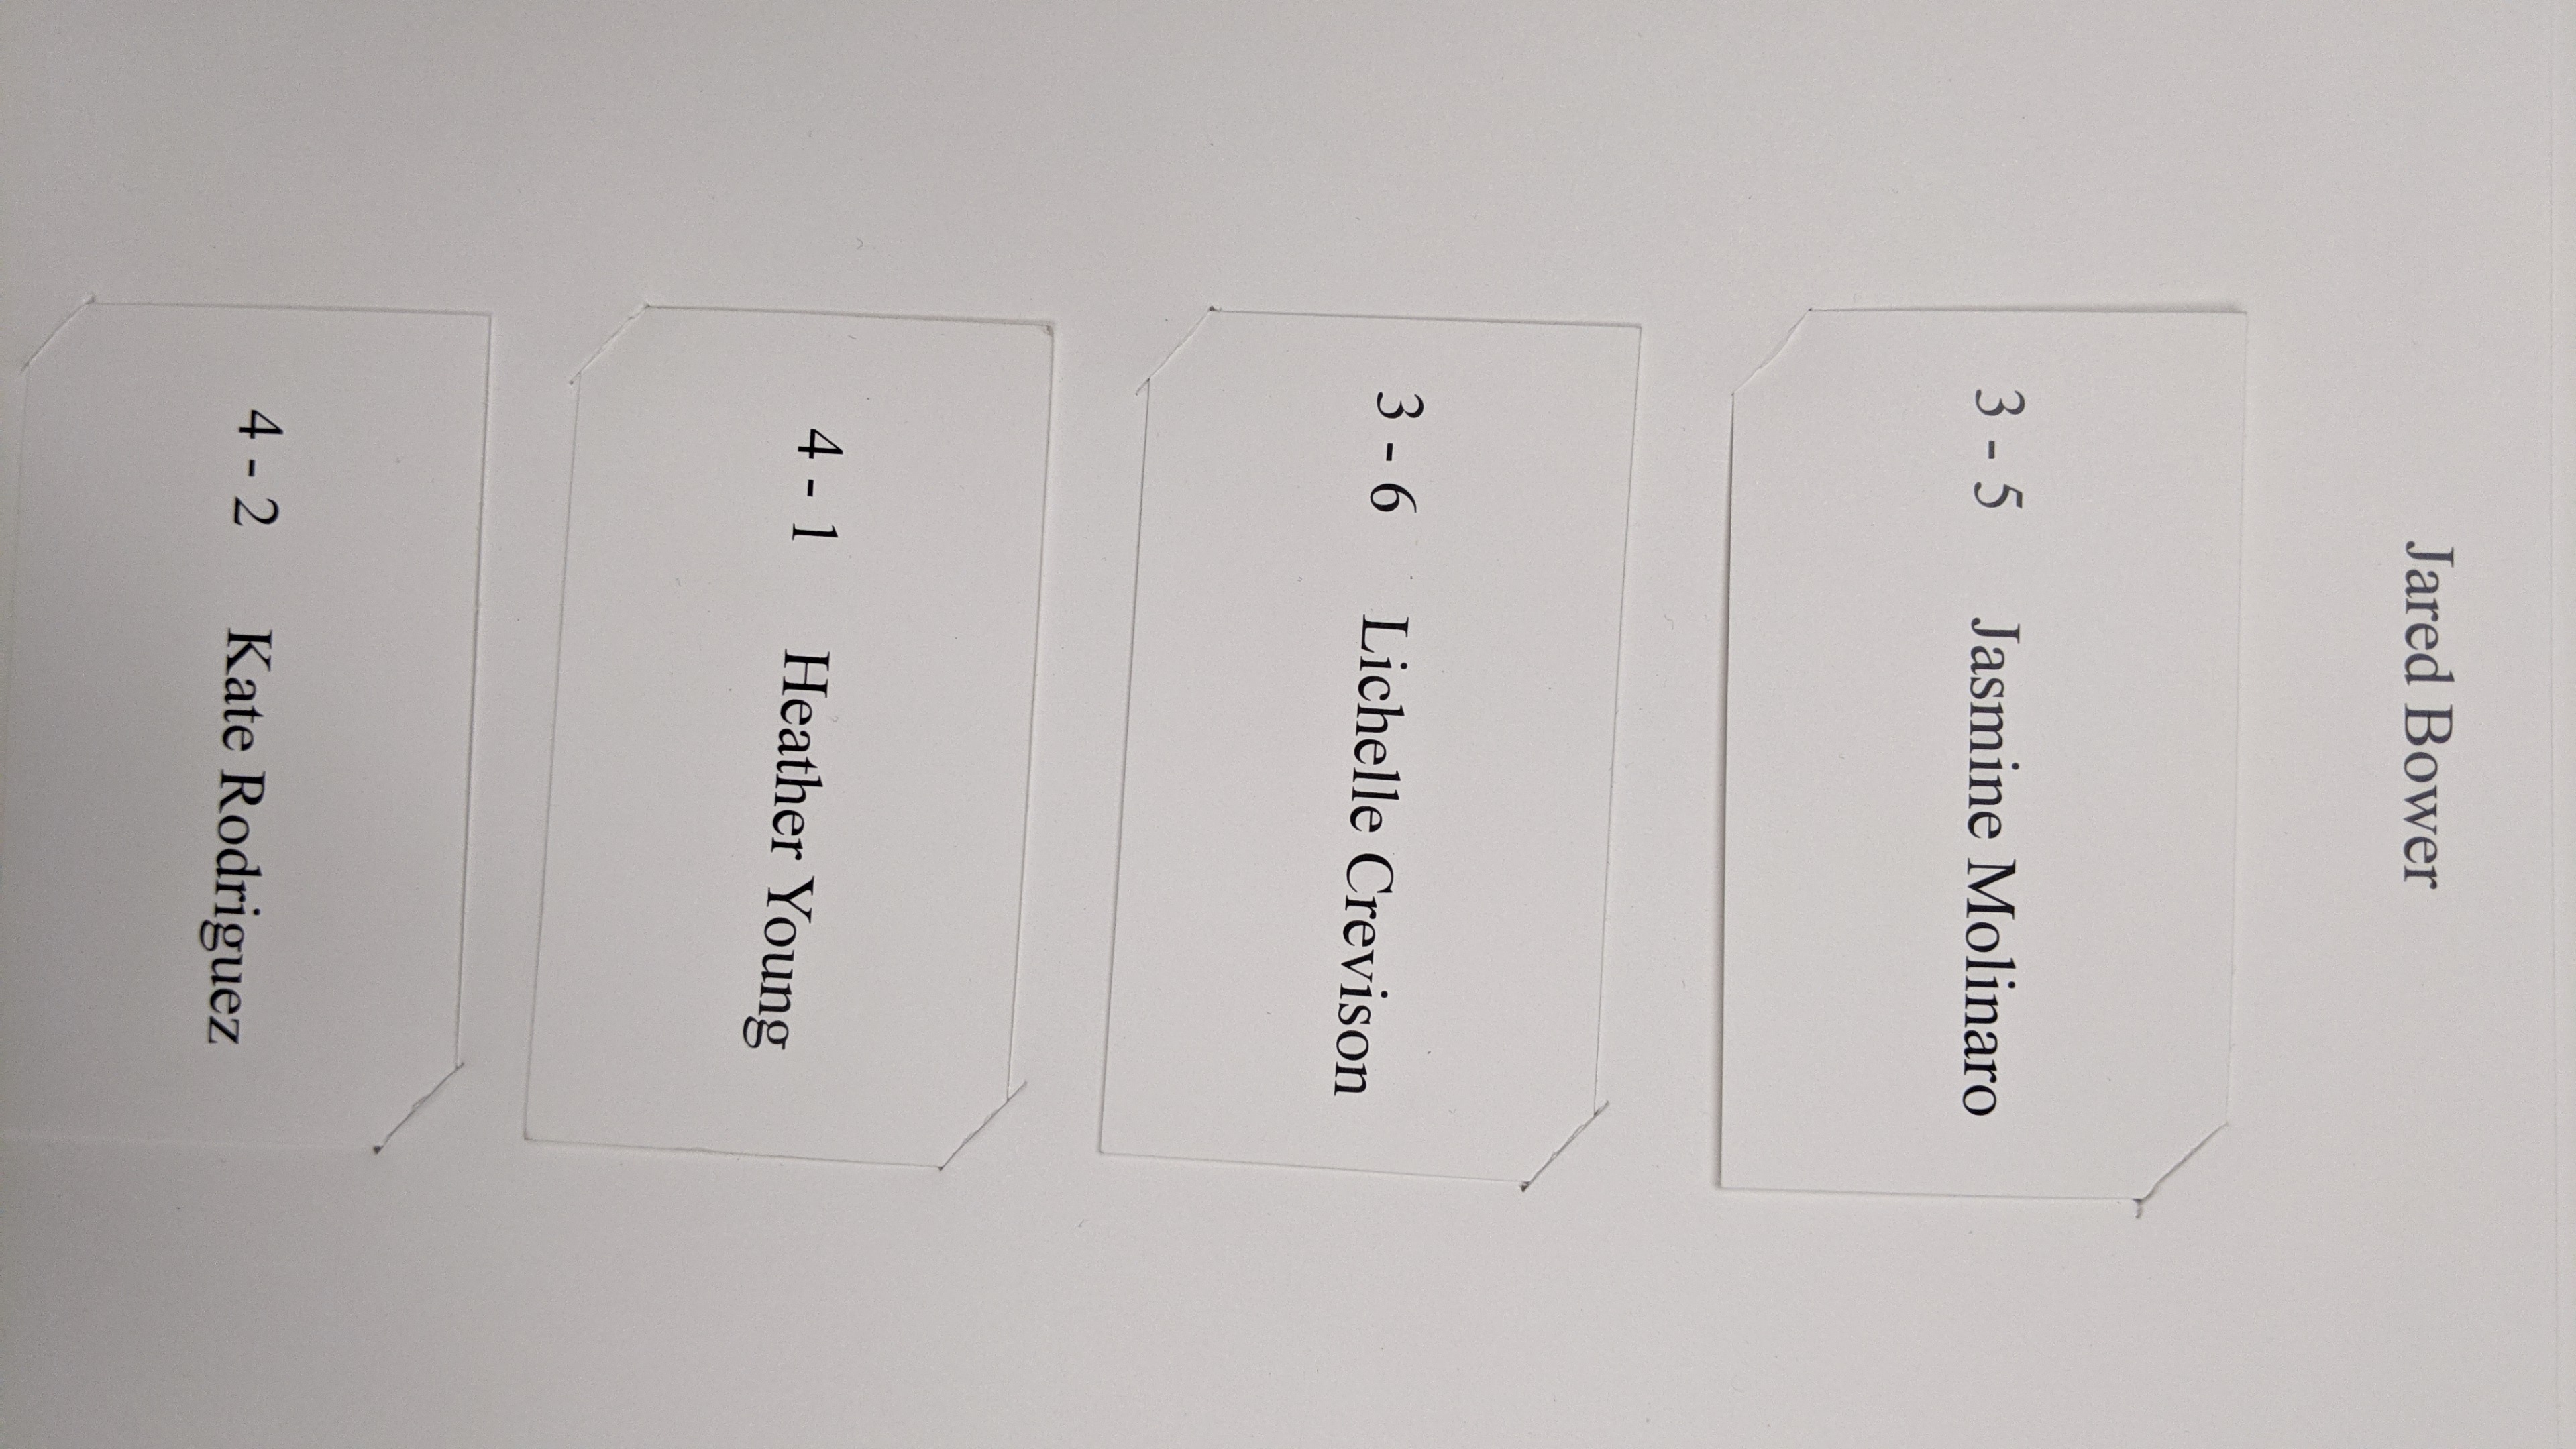 Jared Bower
3 - 5 Jasmine Molinaro
3 - 6 Lichelle Crevison
4 - 1 Heather Young
4 - 2 Kate Rodriguez